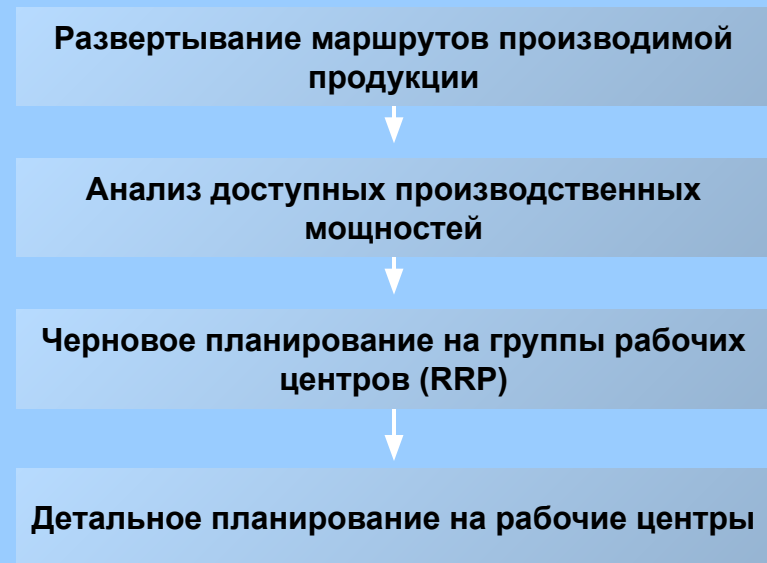 Развертывание маршрутов производимой
продукции
Анализ доступных производственных
мощностей
Черновое планирование на группы рабочих
центров (RRP)
Детальное планирование на рабочие центры